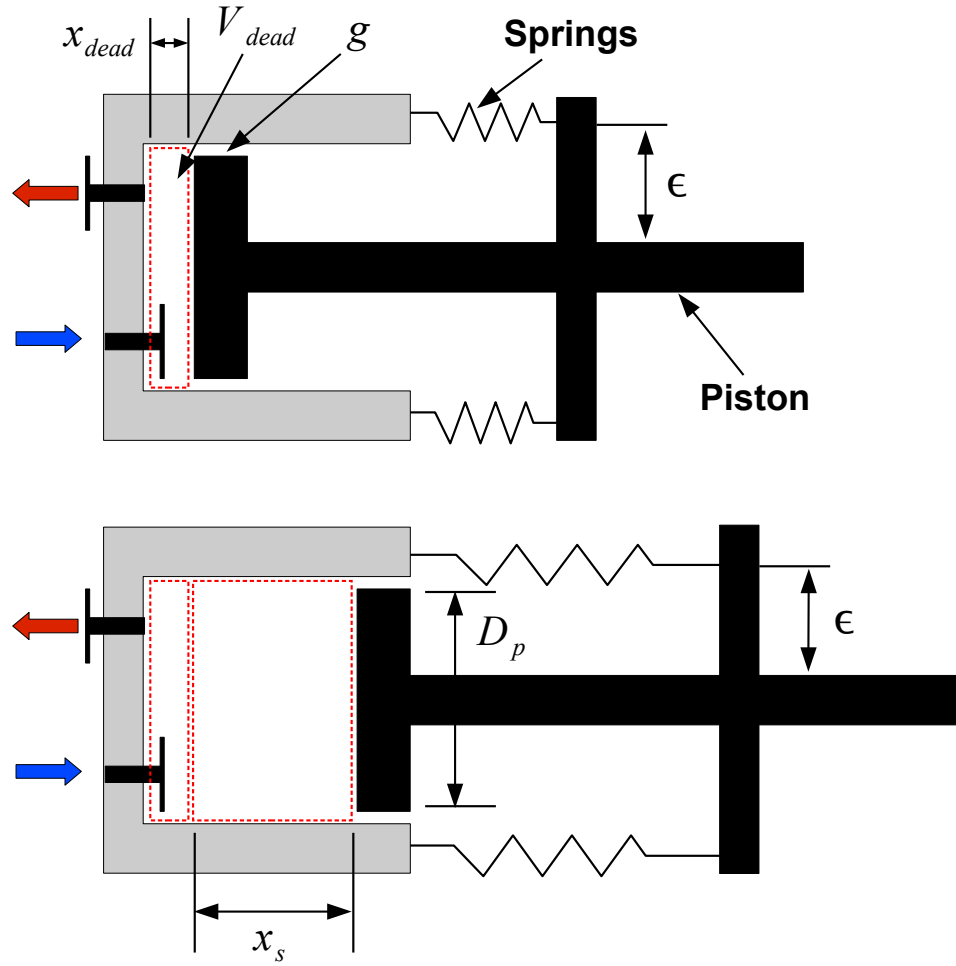 x_dead
V_dead
g
Springs
ϵ
Piston
D_p
ϵ
x_s